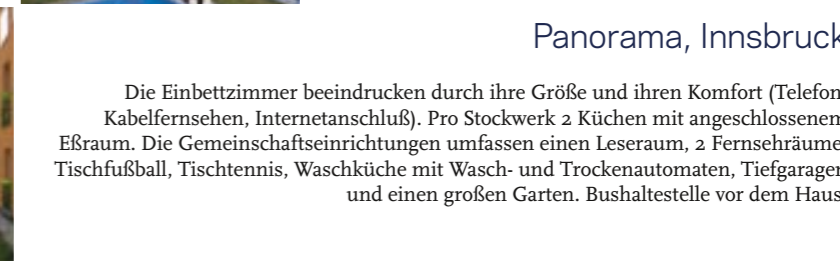 Panorama, Innsbruck
Die Einbettzimmer beeindrucken durch ihre Größe und ihren Komfort (Telefon
Kabelfernsehen, Internetanschluß). Pro Stockwerk 2 Küchen mit angeschlossenem
Eßraum. Die Gemeinschaftseinrichtungen umfassen einen Leseraum, 2 Fernsehräume
Tischfußball, Tischtennis, Waschküche mit Wasch- und Trockenautomaten, Tiefgaragen
und einen großen Garten. Bushaltestelle vor dem Haus